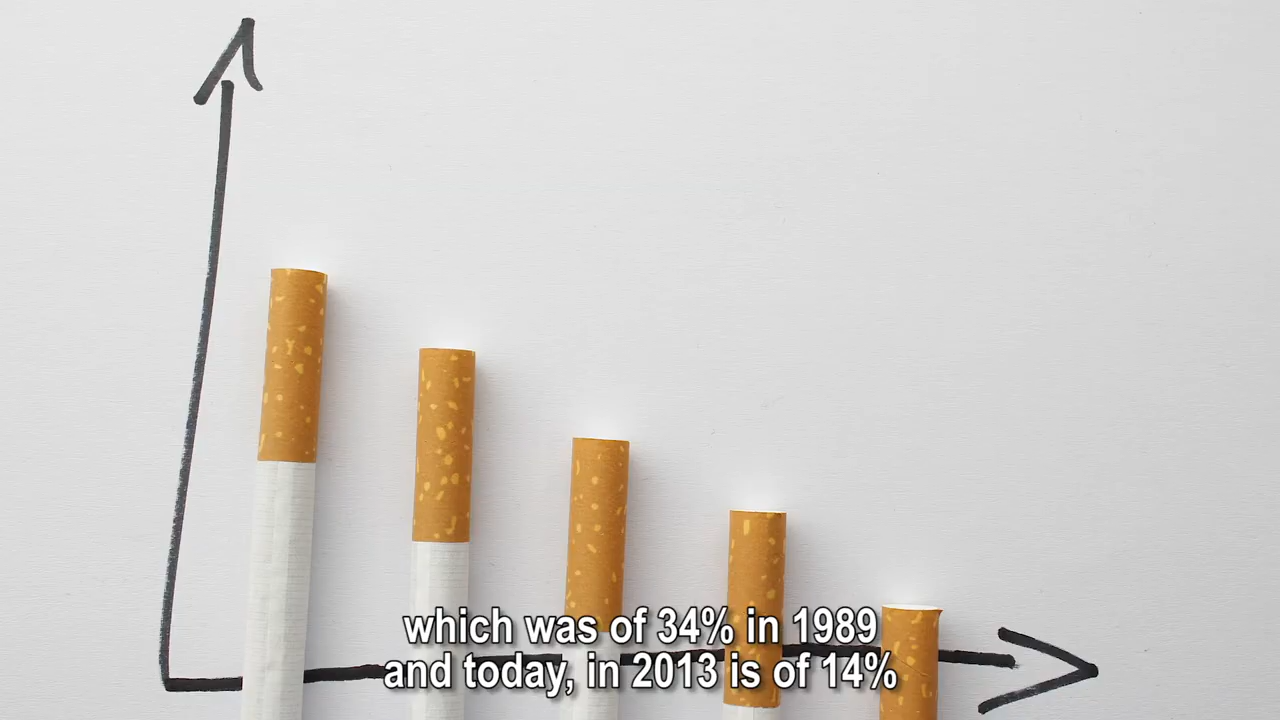 which was of 34% in 1989
and today, in 2013 is of 14%